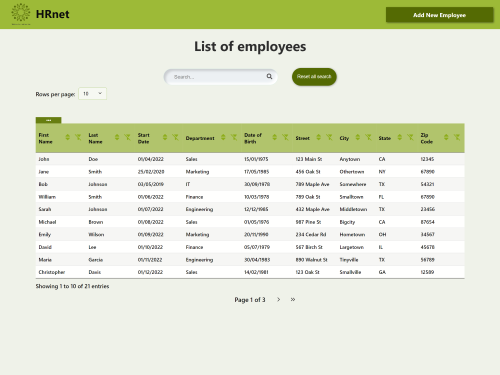 HRnet
Add New Employee
List of employees
Search...
Reset all search
Rows per page: 10
...
First Name Last Name Start Date Department Date of Birth Street City State Zip Code
John Doe 01/04/2022 Sales 15/01/1975 123 Main St Anytown CA 12345
Jane Smith 25/02/2020 Marketing 17/05/1985 456 Oak St Othertown NY 67890
Bob Johnson 03/05/2019 IT 30/09/1978 789 Maple Ave Somewhere TX 54321
William Smith 01/06/2022 Finance 10/03/1978 789 Oak St Smalltown FL 67890
Sarah Johnson 01/07/2022 Engineering 12/12/1985 432 Maple Ave Middletown TX 23456
Michael Brown 01/08/2022 Sales 01/05/1976 987 Pine St Bigcity CA 87654
Emily Wilson 01/09/2022 Marketing 20/11/1990 234 Cedar Rd Hometown OH 34567
David Lee 01/10/2022 Finance 05/07/1979 567 Birch St Largetown IL 45678
Maria Garcia 01/11/2022 Engineering 30/04/1983 890 Walnut St Tinyville TX 56789
Christopher Davis 01/12/2022 Sales 14/02/1981 123 Oak St Smallville GA 12509
Showing 1 to 10 of 21 entries
Page 1 of 3 > >>